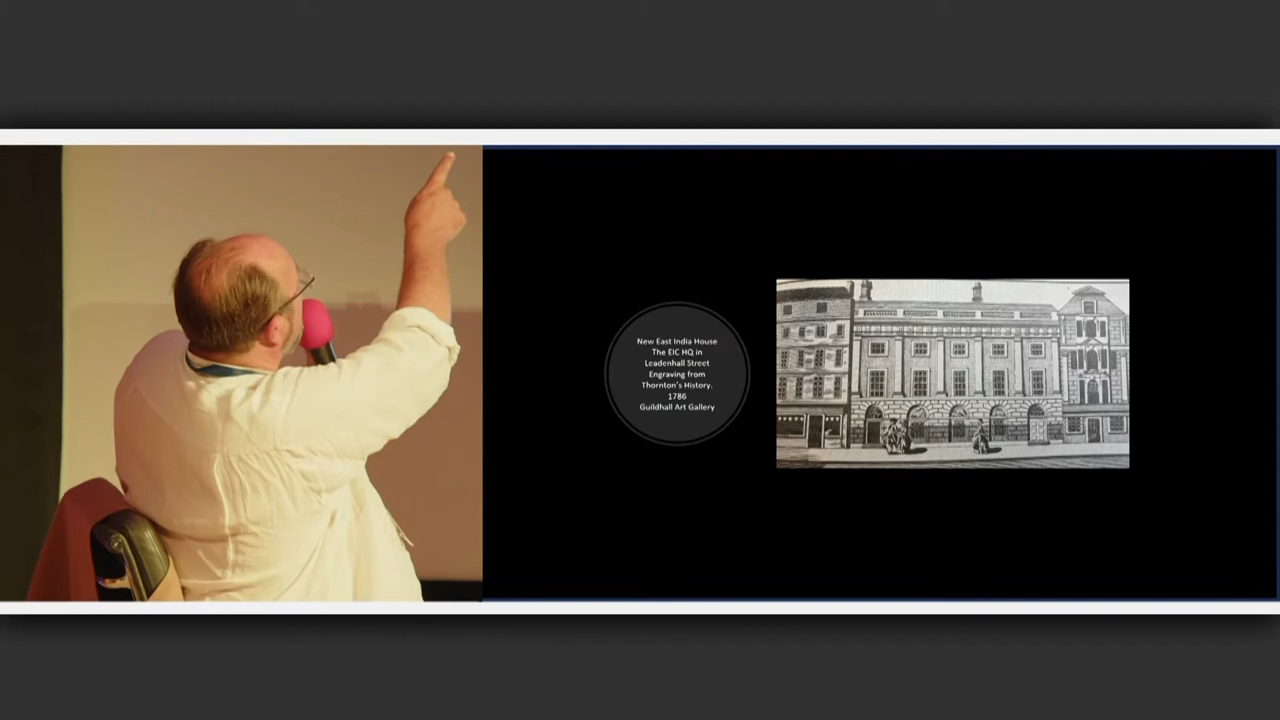 New East India House
The EIC HQ in
Leadenhall Street
Engraving from
Thornton's History.
1786
Guildhall Art Gallery